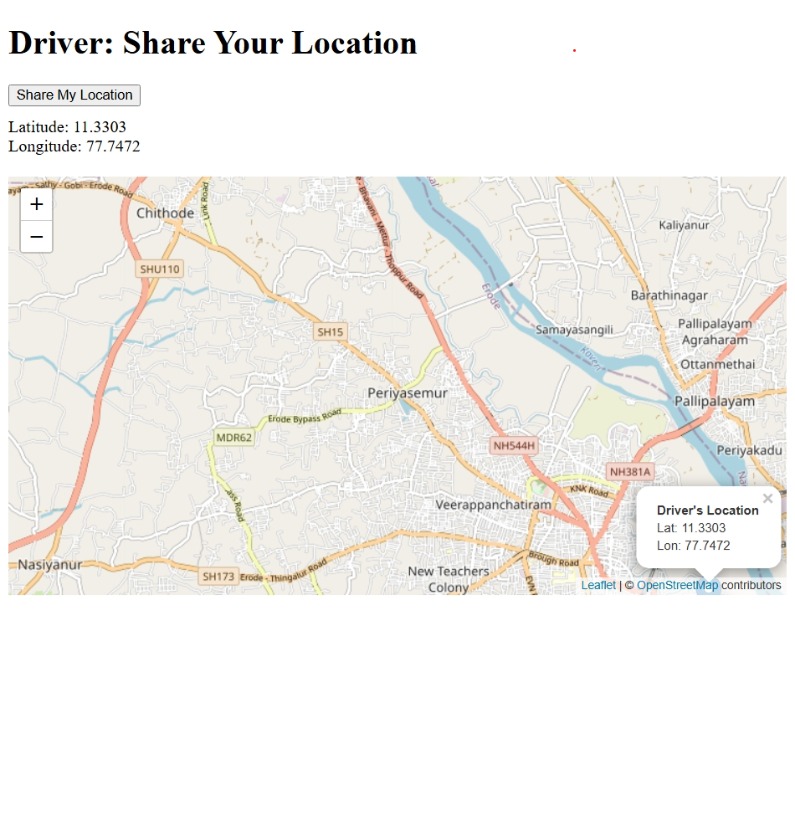 Driver: Share Your Location
Share My Location
Latitude: 11.3303
Longitude: 77.7472
Sathy - Gobi - Erode Road
+
−
Chithode
Link Road
SHU110
Bhavani - Mettur - Thoppur Road
Kaliyanur
Erode
Barathinagar
SH15
Samayasangili
Pallipalayam
Agraharam
Kaveri
Ottanmethai
Periyasemur
Pallipalayam
Erode Bypass Road
MDR62
NH544H
Periyakadu
NH381A
KNK Road
Veerappanchatiram
Driver's Location
×
Lat: 11.3303
Lon: 77.7472
Nasiyanur
Brough Road
SH173
Erode - Thingalur Road
New Teachers
Colony
Leaflet | © OpenStreetMap contributors